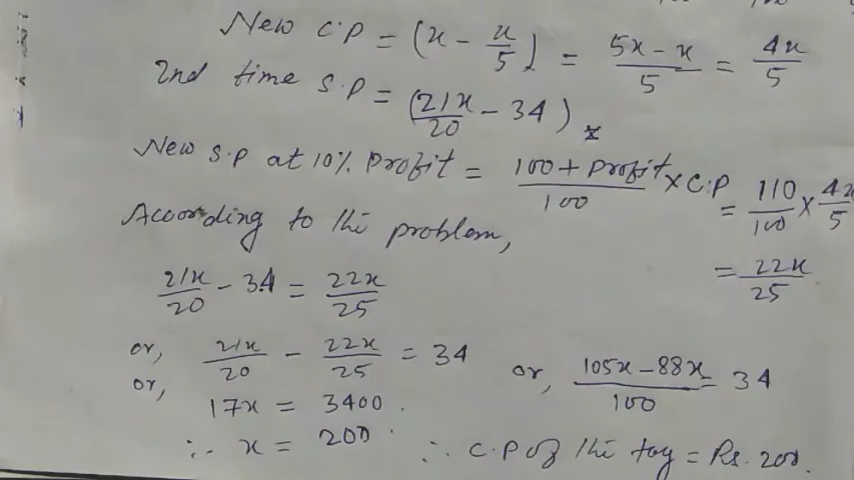 New C.P = (x - x/5) = 5x - x/5 = 4x/5
2nd time S.P = (21x/20 - 34)
New S.P at 10% Profit = 100 + Profit/100 × C.P = 110/100 × 4x/5
= 22x/25
According to the problem,
21x/20 - 34 = 22x/25
or, 21x/20 - 22x/25 = 34 or, 105x - 88x/100 = 34
or, 17x = 3400.
∴ x = 200 ∴ C.P of the toy = Rs. 200.